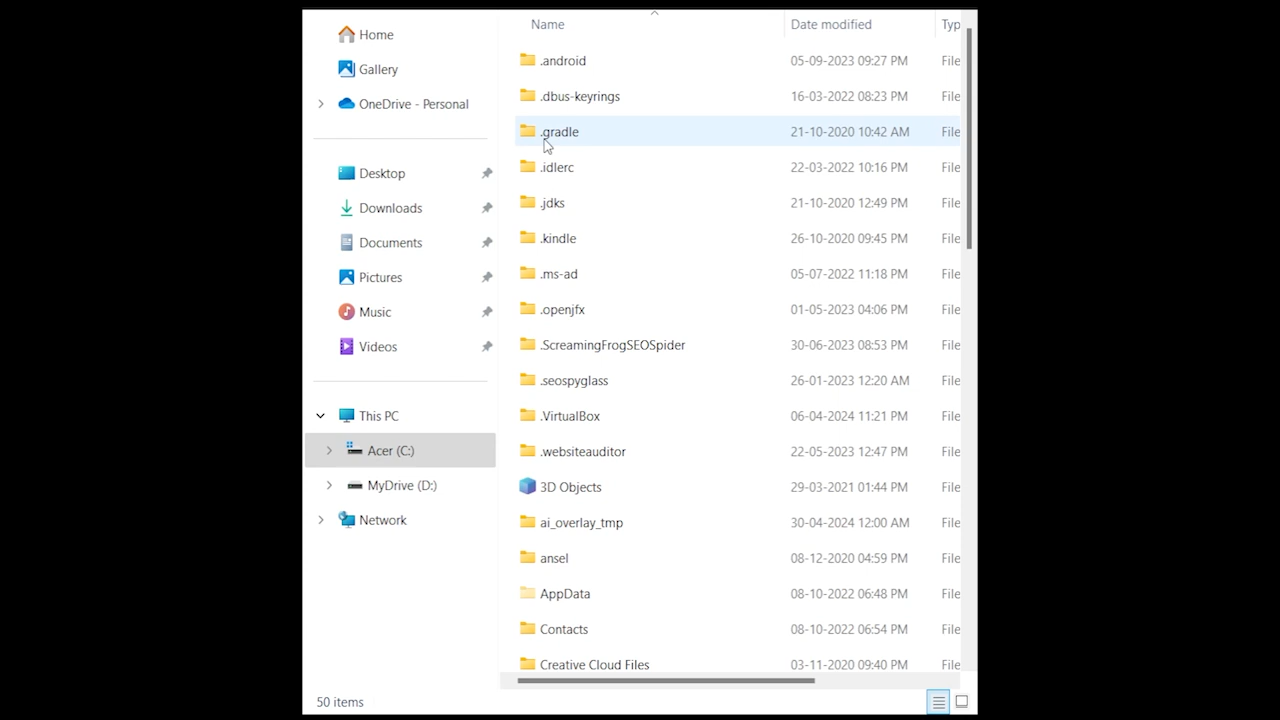 Home
Gallery
OneDrive - Personal
Desktop
Downloads
Documents
Pictures
Music
Videos
This PC
Acer (C:)
MyDrive (D:)
Network
Name Date modified Typ
.android 05-09-2023 09:27 PM File
.dbus-keyrings 16-03-2022 08:23 PM File
.gradle 21-10-2020 10:42 AM File
.idlerc 22-03-2022 10:16 PM File
.jdks 21-10-2020 12:49 PM File
.kindle 26-10-2020 09:45 PM File
.ms-ad 05-07-2022 11:18 PM File
.openjfx 01-05-2023 04:06 PM File
.ScreamingFrogSEOSpider 30-06-2023 08:53 PM File
.seospyglass 26-01-2023 12:20 AM File
.VirtualBox 06-04-2024 11:21 PM File
.websiteauditor 22-05-2023 12:47 PM File
3D Objects 29-03-2021 01:44 PM File
ai_overlay_tmp 30-04-2024 12:00 AM File
ansel 08-12-2020 04:59 PM File
AppData 08-10-2022 06:48 PM File
Contacts 08-10-2022 06:54 PM File
Creative Cloud Files 03-11-2020 09:40 PM File
50 items